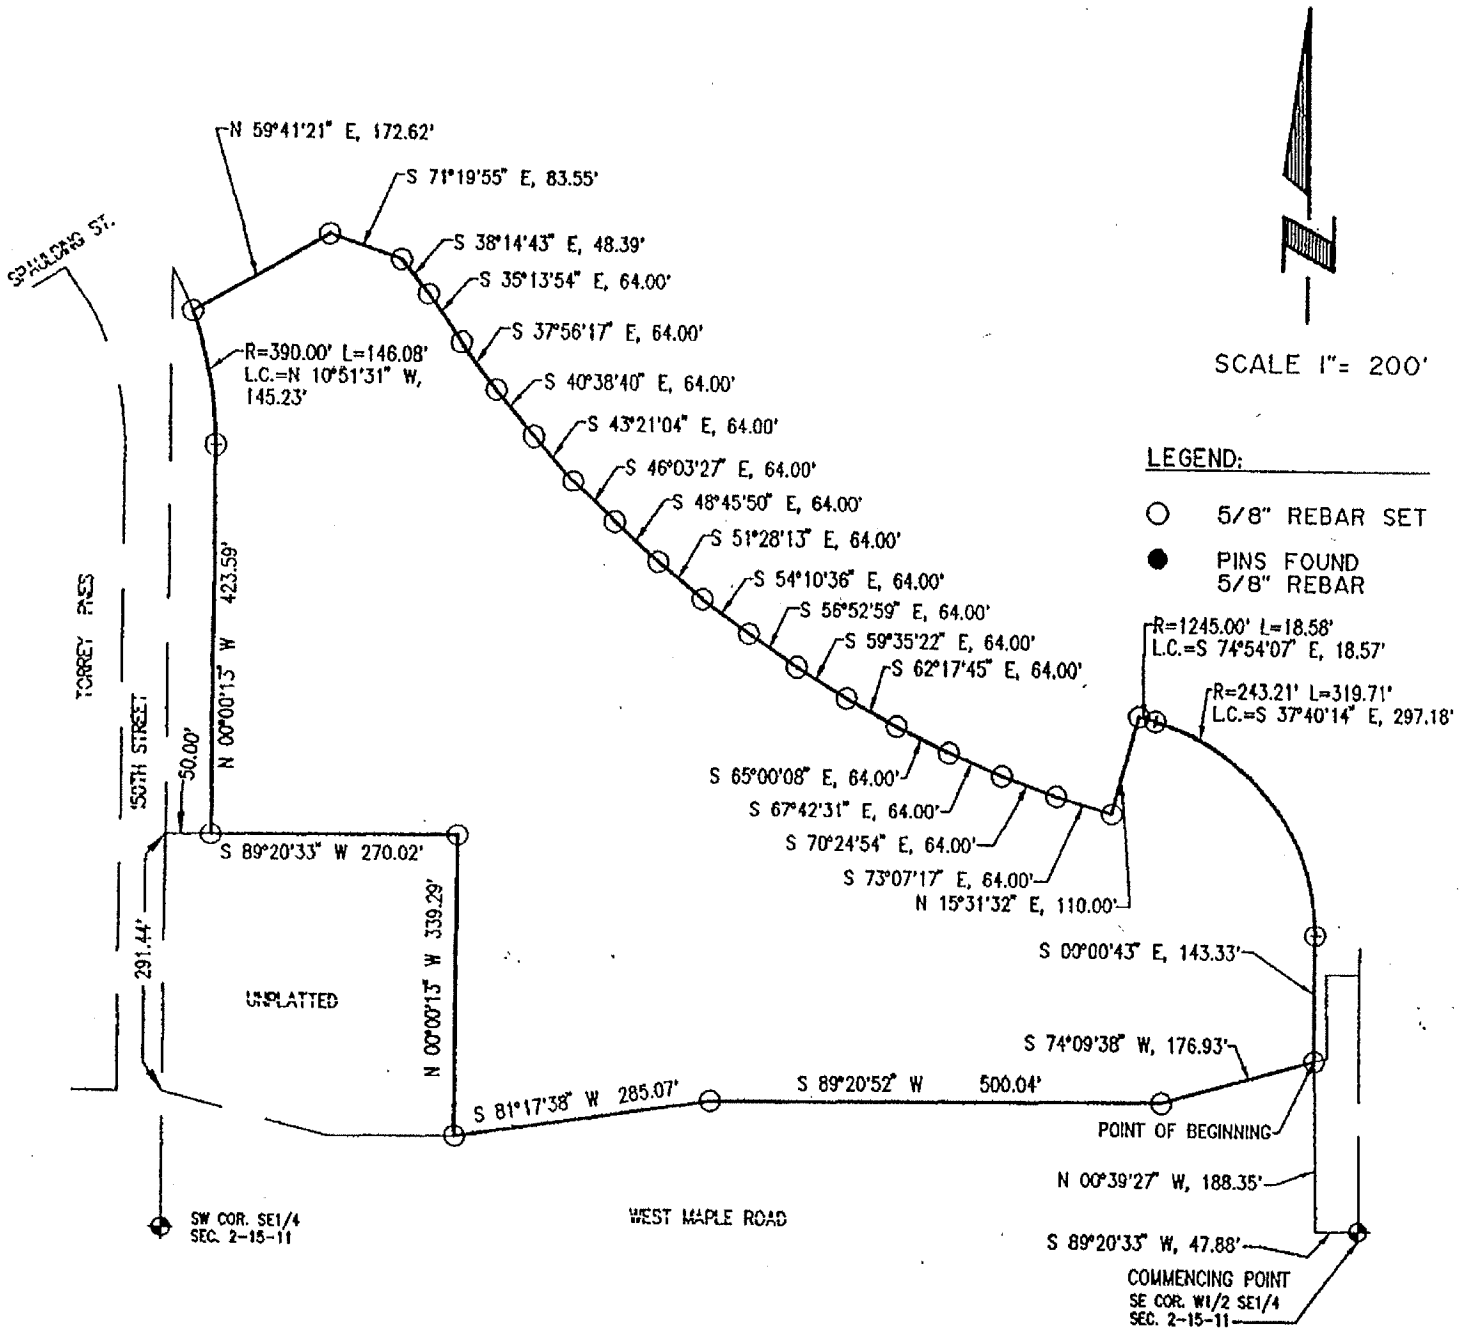 N 59°41'21" E, 172.62'
S 71°19'55" E, 83.55'
SPAULDING ST.
S 38°14'43" E, 48.39'
S 35°13'54" E, 64.00'
S 37°56'17" E, 64.00'
R=390.00' L=146.08'
L.C.=N 10°51'31" W,
145.23'
SCALE 1"= 200'
S 40°38'40" E, 64.00'
S 43°21'04" E, 64.00'
S 46°03'27" E, 64.00'
S 48°45'50" E, 64.00'
S 51°28'13" E, 64.00'
S 54°10'36" E, 64.00'
S 56°52'59" E, 64.00'
S 59°35'22" E, 64.00'
S 62°17'45" E, 64.00'
LEGEND:
5/8" REBAR SET
PINS FOUND
5/8" REBAR
R=1245.00' L=18.58'
L.C.=S 74°54'07" E, 18.57'
R=243.21' L=319.71'
L.C.=S 37°40'14" E, 297.18'
TORREY PINES
150TH STREET
50.00'
N 00°00'13" W 423.59'
S 65°00'08" E, 64.00'
S 67°42'31" E, 64.00'
S 70°24'54" E, 64.00'
S 73°07'17" E, 64.00'
N 15°31'32" E, 110.00'
S 89°20'33" W 270.02'
291.44'
UNPLATTED
N 00°00'13" W 339.29'
S 00°00'43" E, 143.33'
S 74°09'38" W, 176.93'
S 81°17'38" W 285.07'
S 89°20'52" W 500.04'
POINT OF BEGINNING
N 00°39'27" W, 188.35'
SW COR. SE1/4
SEC. 2-15-11
WEST MAPLE ROAD
S 89°20'33" W, 47.88'
COMMENCING POINT
SE COR. W1/2 SE1/4
SEC. 2-15-11